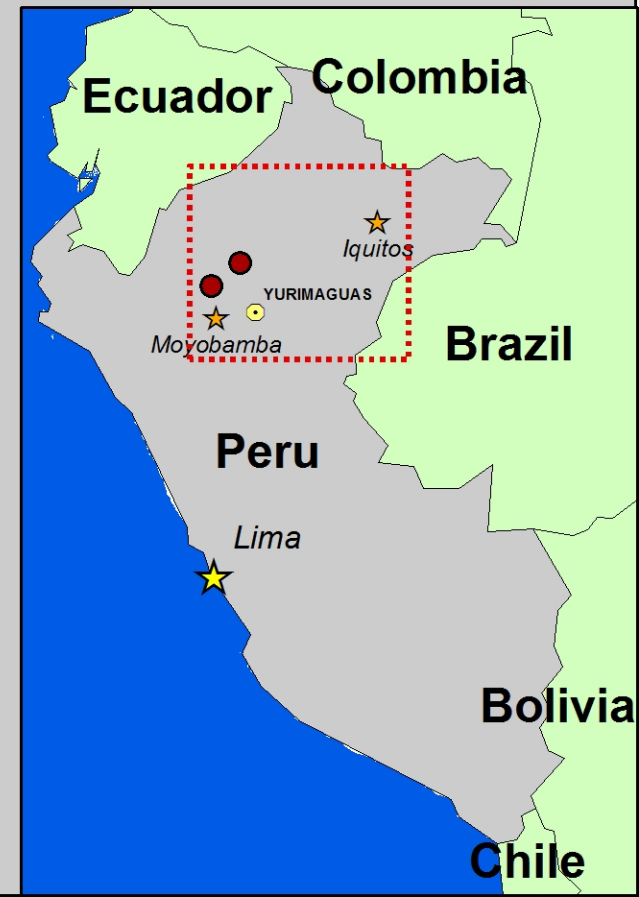 Colombia
Ecuador
Iquitos
YURIMAGUAS
Moyobamba
Brazil
Peru
Lima
Bolivia
Chile